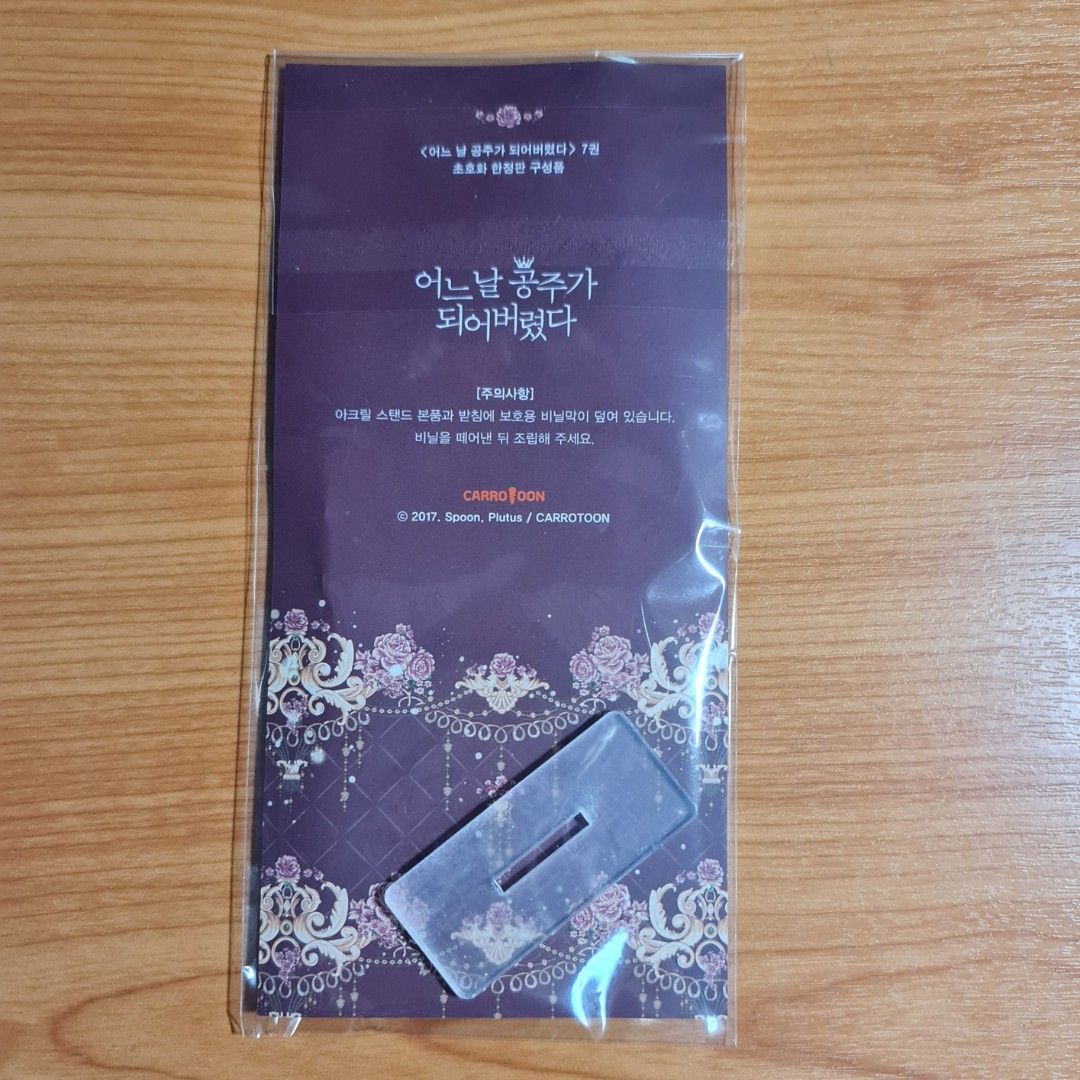 <어느 날 공주가 되어버렸다> 7권
초호화 한정판 구성품
어느 날 공주가
되어버렸다
[주의사항]
아크릴 스탠드 본품과 받침에 보호용 비닐막이 덮여 있습니다.
비닐을 떼어낸 뒤 조립해 주세요.
CARROTOON
© 2017. Spoon, Plutus / CARROTOON